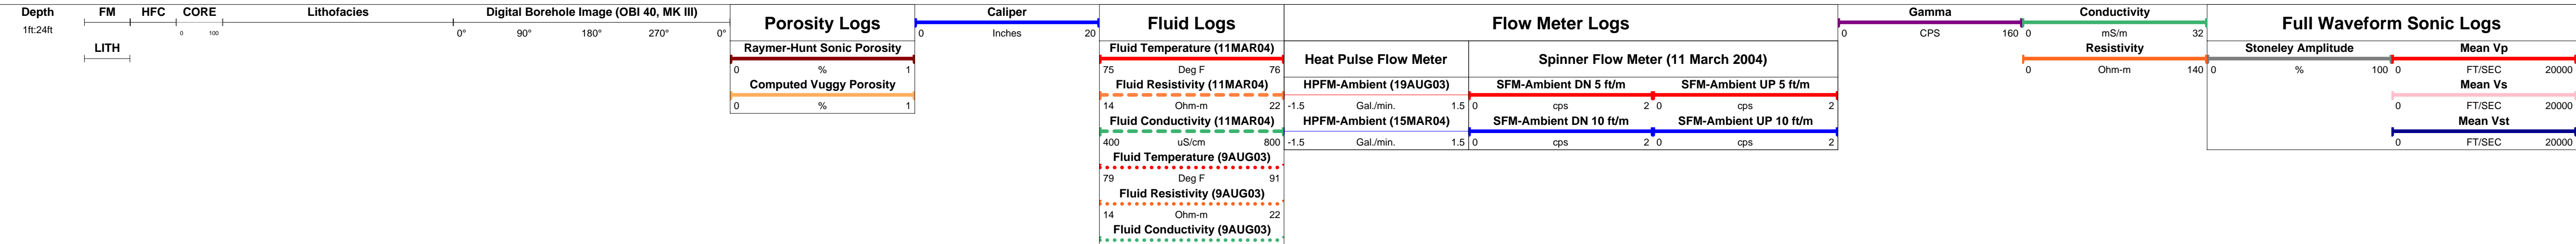 Depth
1ft:24ft
FM
LITH
HFC
CORE
0 100
Lithofacies
Digital Borehole Image (OBI 40, MK III)
0° 90° 180° 270° 0°
Porosity Logs
Raymer-Hunt Sonic Porosity
0 % 1
Computed Vuggy Porosity
0 % 1
Caliper
0 Inches 20
Fluid Logs
Fluid Temperature (11MAR04)
75 Deg F 76
Fluid Resistivity (11MAR04)
14 Ohm-m 22
Fluid Conductivity (11MAR04)
400 uS/cm 800
Fluid Temperature (9AUG03)
79 Deg F 91
Fluid Resistivity (9AUG03)
14 Ohm-m 22
Fluid Conductivity (9AUG03)
Flow Meter Logs
Heat Pulse Flow Meter
HPFM-Ambient (19AUG03)
-1.5 Gal./min. 1.5
HPFM-Ambient (15MAR04)
-1.5 Gal./min. 1.5
Spinner Flow Meter (11 March 2004)
SFM-Ambient DN 5 ft/m
0 cps 2
SFM-Ambient UP 5 ft/m
0 cps 2
SFM-Ambient DN 10 ft/m
0 cps 2
SFM-Ambient UP 10 ft/m
0 cps 2
Gamma
0 CPS 160
Conductivity
0 mS/m 32
Resistivity
0 Ohm-m 140
Full Waveform Sonic Logs
Stoneley Amplitude
0 % 100
Mean Vp
0 FT/SEC 20000
Mean Vs
0 FT/SEC 20000
Mean Vst
0 FT/SEC 20000